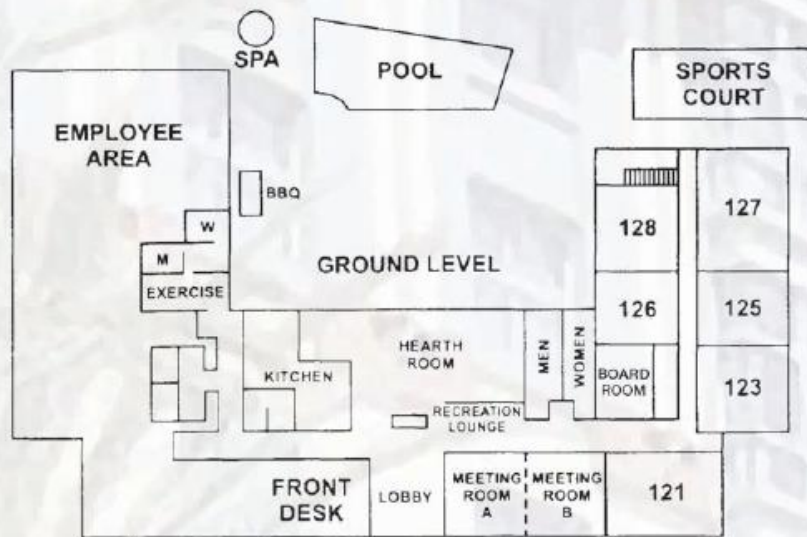 SPA
POOL
SPORTS
COURT
EMPLOYEE
AREA
BBQ
W
M
EXERCISE
GROUND LEVEL
128
127
126
125
HEARTH
ROOM
MEN
WOMEN
KITCHEN
BOARD
ROOM
123
RECREATION
LOUNGE
FRONT
DESK
LOBBY
MEETING
ROOM
A
MEETING
ROOM
B
121